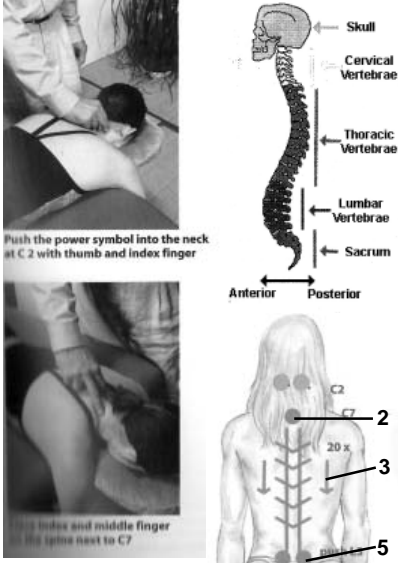 Push the power symbol into the neck
at C 2 with thumb and index finger
index and middle finger
the spine next to C7
Skull
Cervical
Vertebrae
Thoracic
Vertebrae
Lumbar
Vertebrae
Sacrum
Anterior
Posterior
C2
C7
2
20 x
3
push
5